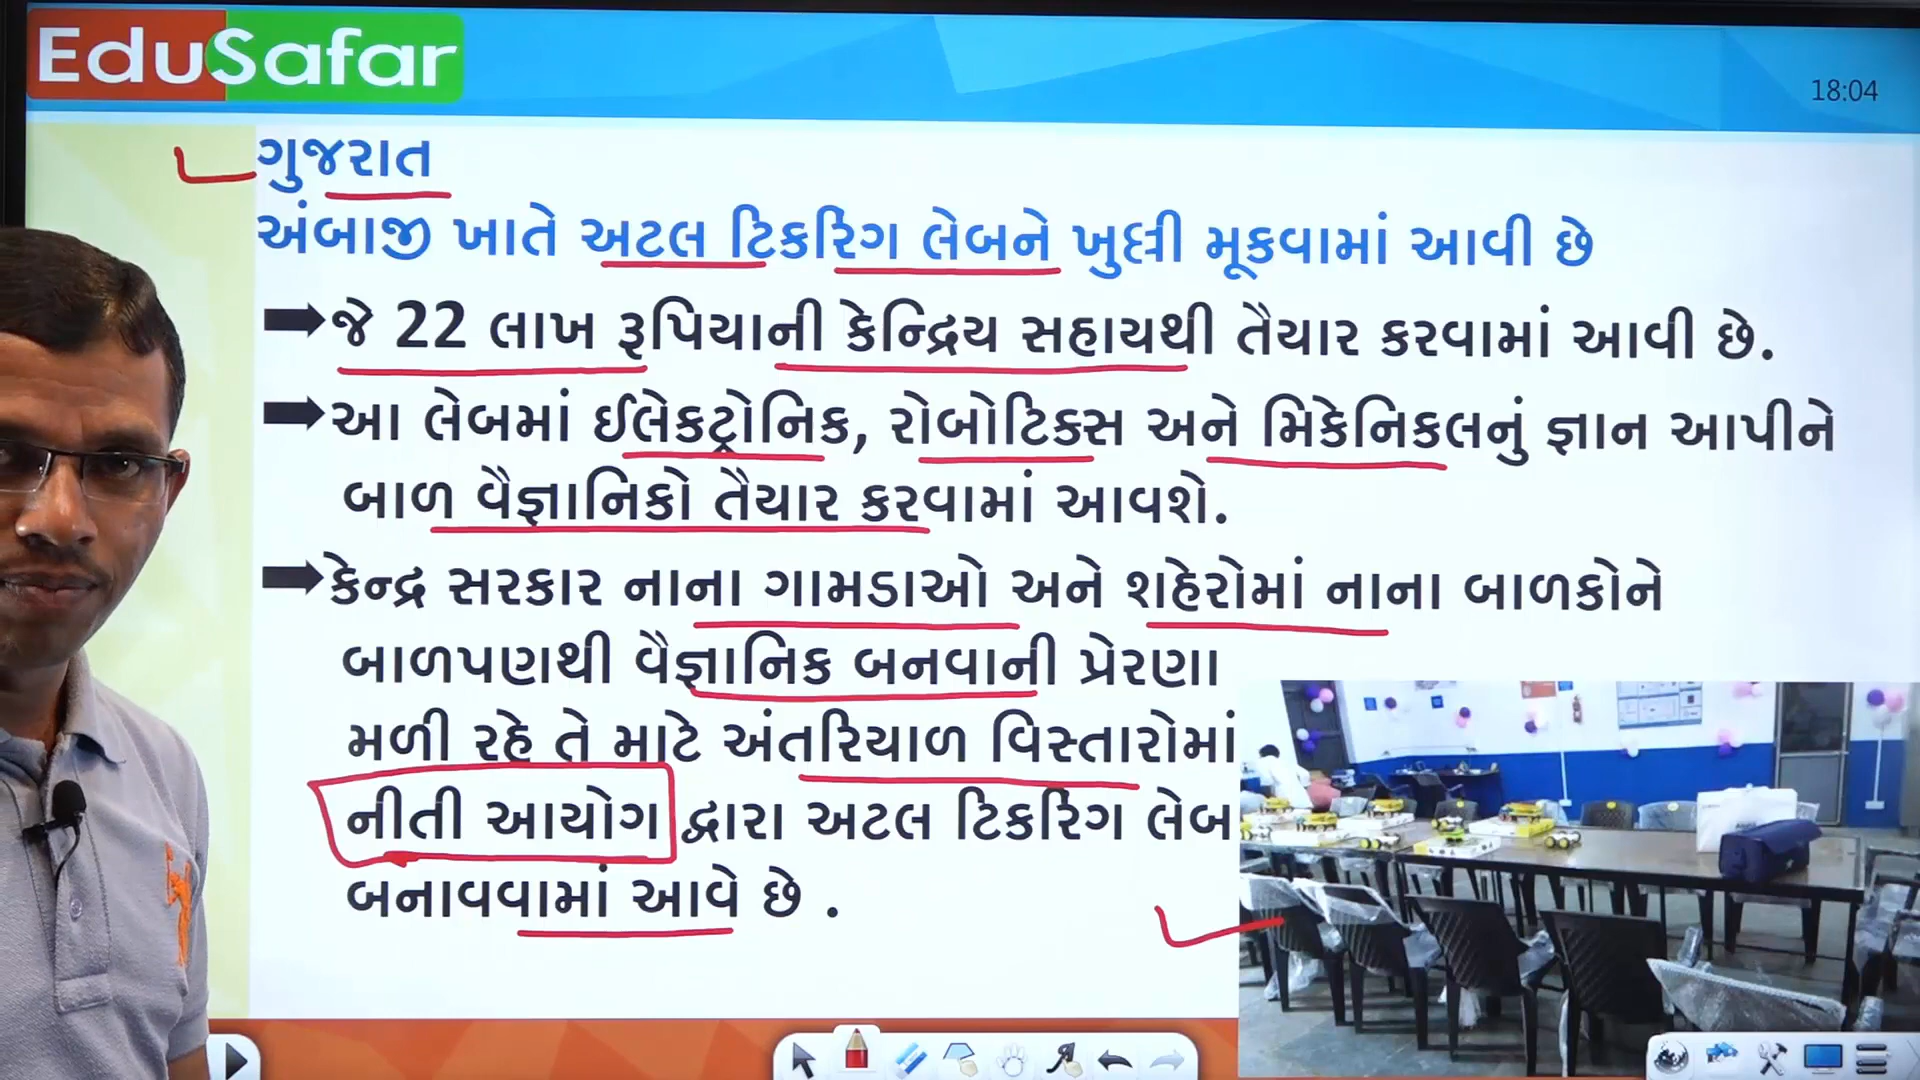 EduSafar
18:04
ગુજરાત
અંબાજી ખાતે અટલ ટિકરિંગ લેબને ખુલ્લી મૂકવામાં આવી છે
➡જે 22 લાખ રૂપિયાની કેન્દ્રિય સહાયથી તૈયાર કરવામાં આવી છે.
➡આ લેબમાં ઈલેકટ્રોનિક, રોબોટિક્સ અને મિકેનિકલનું જ્ઞાન આપીને
બાળ વૈજ્ઞાનિકો તૈયાર કરવામાં આવશે.
➡કેન્દ્ર સરકાર નાના ગામડાઓ અને શહેરોમાં નાના બાળકોને
બાળપણથી વૈજ્ઞાનિક બનવાની પ્રેરણા
મળી રહે તે માટે અંતરિયાળ વિસ્તારોમાં
નીતી આયોગ દ્વારા અટલ ટિકરિંગ લેબ
બનાવવામાં આવે છે .